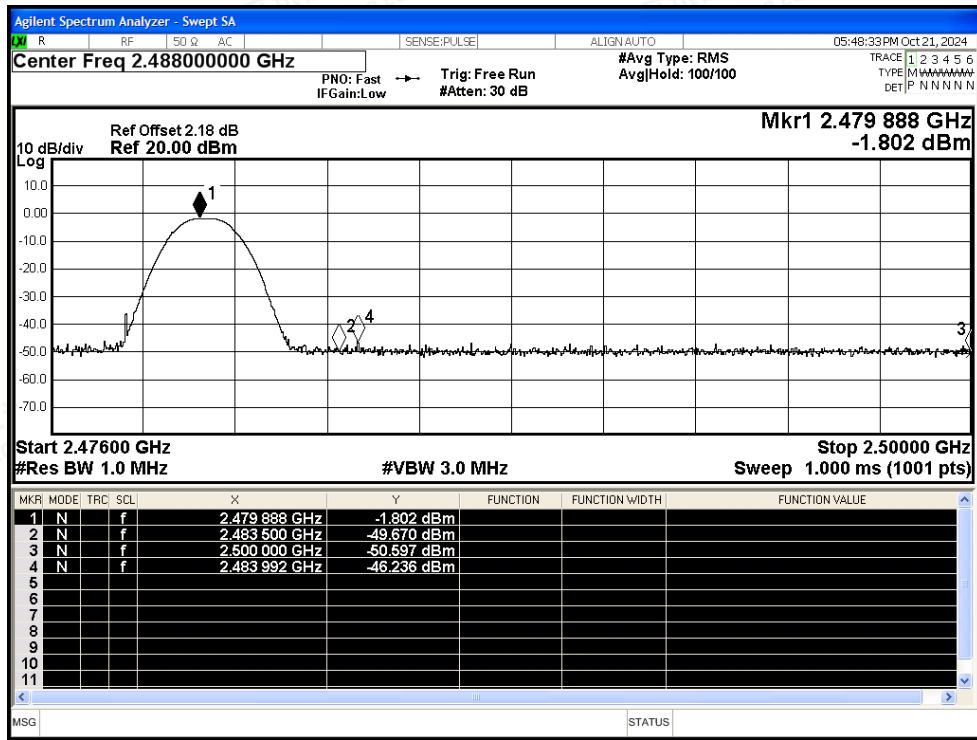 Agilent Spectrum Analyzer - Swept SA
LXI R RF 50 Ω AC SENSE:PULSE ALIGN AUTO 05:48:33 PM Oct 21, 2024
Center Freq 2.488000000 GHz #Avg Type: RMS TRACE 1 2 3 4 5 6
PNO: Fast Trig: Free Run Avg|Hold: 100/100 TYPE M WWWWW
IFGain:Low #Atten: 30 dB DET P N N N N N
Ref Offset 2.18 dB Mkr1 2.479 888 GHz
10 dB/div Ref 20.00 dBm -1.802 dBm
Log
10.0
1
0.00
-10.0
-20.0
-30.0
-40.0
2 4 3
-50.0
-60.0
-70.0
Start 2.47600 GHz Stop 2.50000 GHz
#Res BW 1.0 MHz #VBW 3.0 MHz Sweep 1.000 ms (1001 pts)
MKR MODE TRC SCL X Y FUNCTION FUNCTION WIDTH FUNCTION VALUE
1 N f 2.479 888 GHz -1.802 dBm
2 N f 2.483 500 GHz -49.670 dBm
3 N f 2.500 000 GHz -50.597 dBm
4 N f 2.483 992 GHz -46.236 dBm
5
6
7
8
9
10
11
MSG STATUS